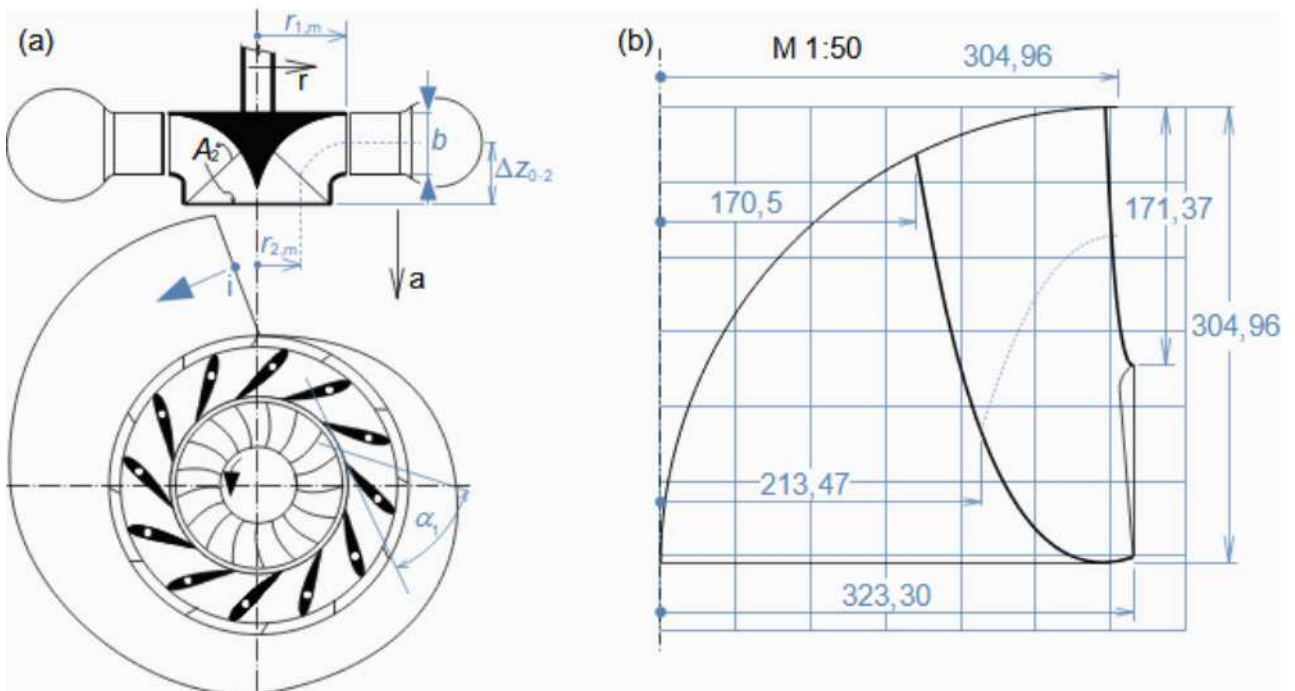 (a)
r1,m
r
b
A2
Δz0-2
r2,m
a
i
α1
(b)
M 1:50
304,96
170,5
171,37
304,96
213,47
323,30